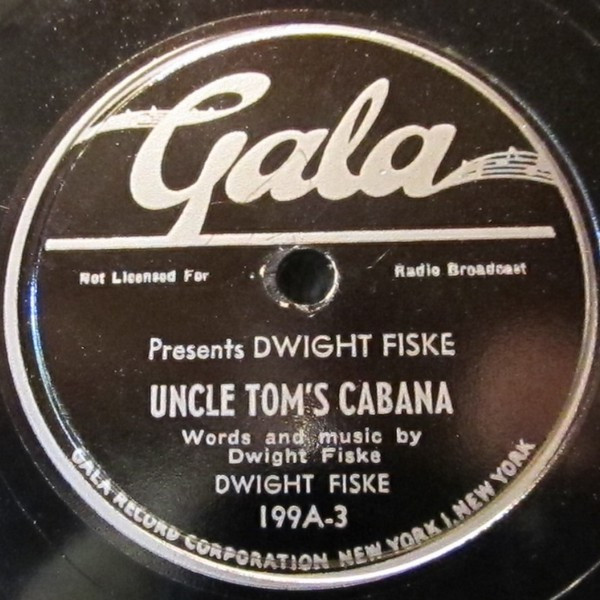 Gala
Not Licensed For Radio Broadcast
Presents DWIGHT FISKE
UNCLE TOM'S CABANA
Words and music by
Dwight Fiske
DWIGHT FISKE
199A-3
GALA RECORD CORPORATION NEW YORK 1, NEW YORK